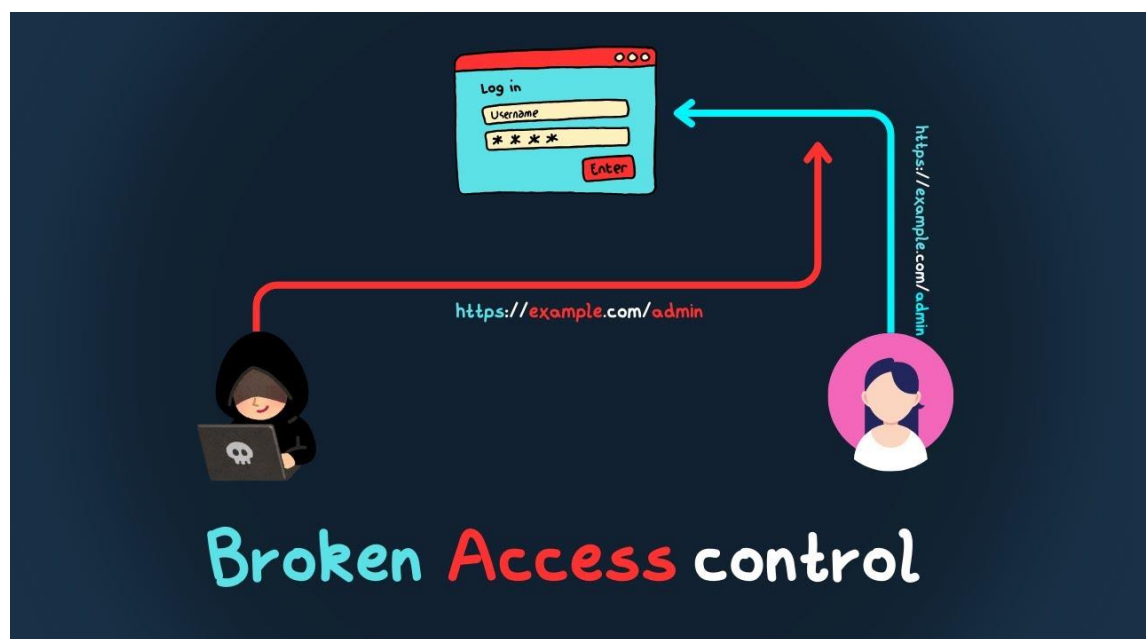 Log in
Username
****
Enter
https://example.com/admin
https://example.com/admin
Broken Access control